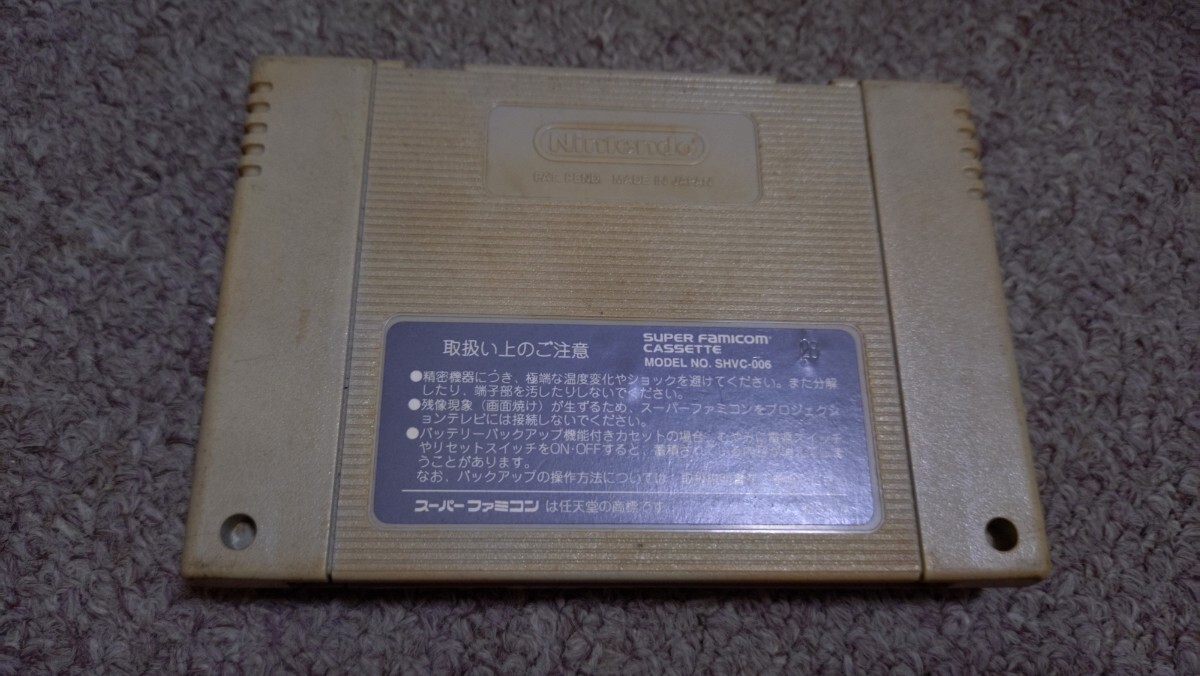 Nintendo
MADE IN JAPAN
取扱い上のご注意
SUPER FAMICOM
CASSETTE
MODEL NO. SHVC-006
●精密機器につき、極端な温度変化やショックを避けてください。また分解
したり、端子部を汚したりしないでください。
●残像現象（画面焼け）が生ずるため、スーパーファミコンをプロジェクシ
ョンテレビには接続しないでください。
●バッテリーバックアップ機能付きカセットの場合、むやみに電源スイッチ
やリセットスイッチをON・OFFすると、
うことがあります。
なお、バックアップの操作方法については、取扱説明書
スーパーファミコン は任天堂の商標です